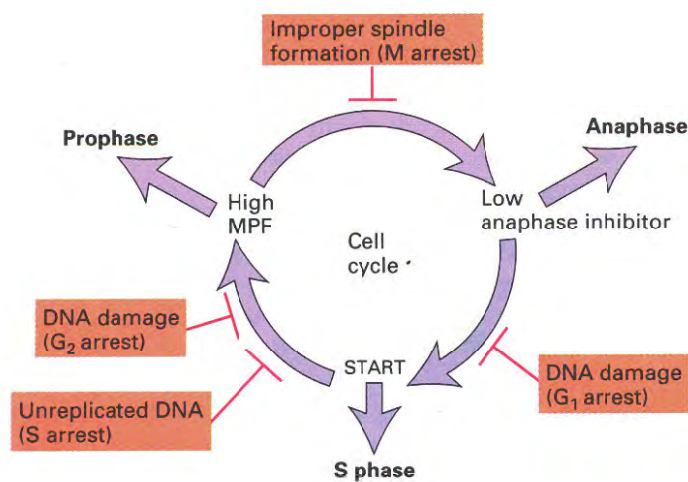 Improper spindle
formation (M arrest)
Prophase
Anaphase
High
MPF
Low
anaphase inhibitor
Cell
cycle
DNA damage
(G₂ arrest)
START
DNA damage
(G₁ arrest)
Unreplicated DNA
(S arrest)
S phase